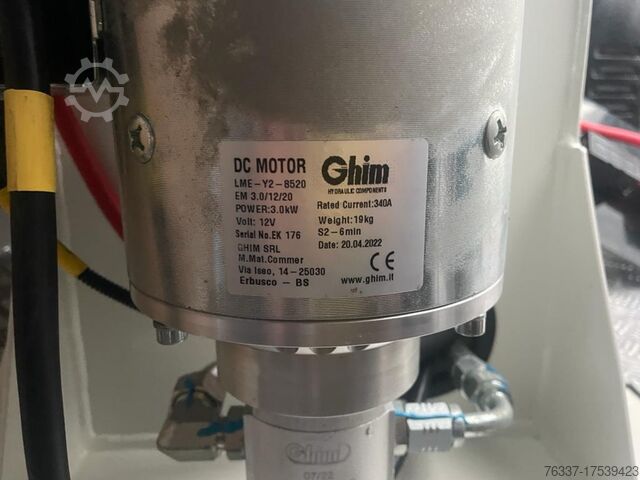 DC MOTOR
LME-Y2-8520
EM 3.0/12/20
POWER:3.0kW
Volt: 12V
Serial No.EK 176
GHIM SRL
M.Mat.Commer
Via Iseo, 14-25030
Erbusco - BS
Ghim
HYDRAULIC COMPONENTS
Rated Current:340A
Weight:19kg
S2-6min
Date: 20.04.2022
CE
www.ghim.it
Ghim
07/22
76337-17539423